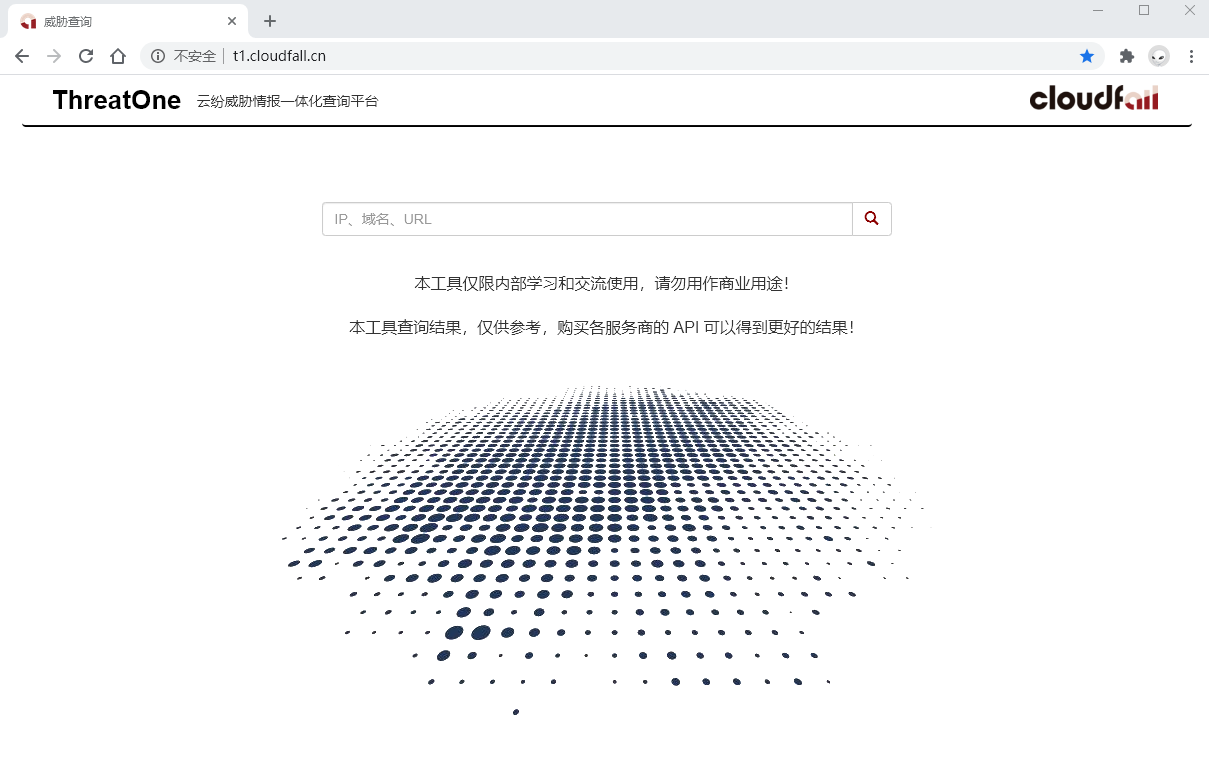 威胁查询
不安全 t1.cloudfall.cn
ThreatOne 云纷威胁情报一体化查询平台 cloudfall
IP、域名、URL
本工具仅限内部学习和交流使用，请勿用作商业用途！
本工具查询结果，仅供参考，购买各服务商的 API 可以得到更好的结果！